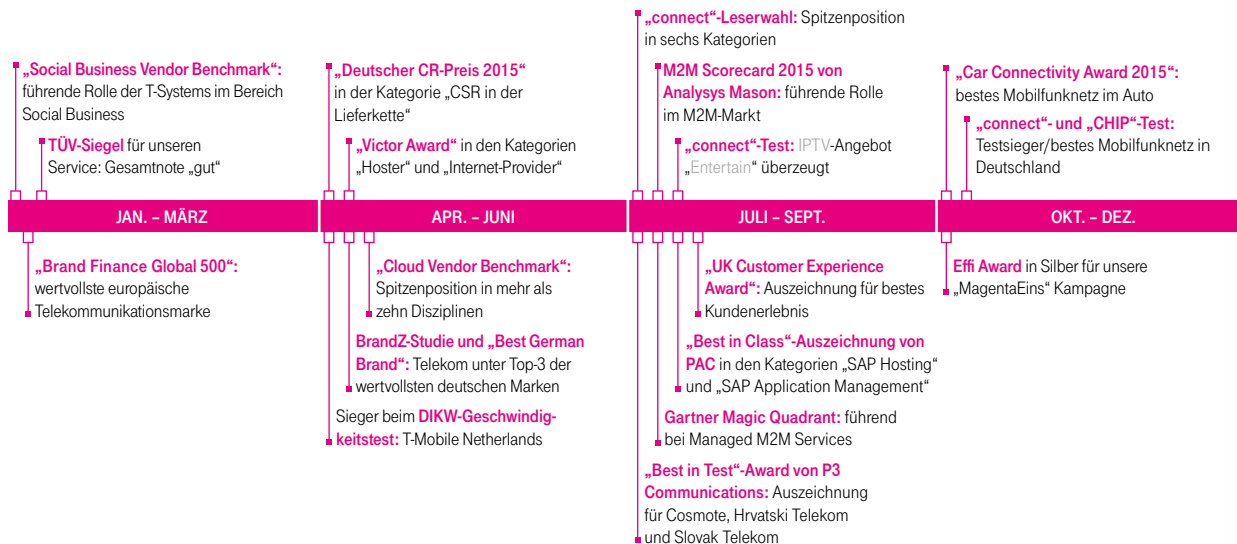 „Social Business Vendor Benchmark“:
führende Rolle der T-Systems im Bereich
Social Business
TÜV-Siegel für unseren
Service: Gesamtnote „gut“
„Deutscher CR-Preis 2015“
in der Kategorie „CSR in der
Lieferkette“
„Victor Award“ in den Kategorien
„Hoster“ und „Internet-Provider“
„connect“-Leserwahl: Spitzenposition
in sechs Kategorien
M2M Scorecard 2015 von
Analysys Mason: führende Rolle
im M2M-Markt
„connect“-Test: IPTV-Angebot
„Entertain“ überzeugt
„Car Connectivity Award 2015“:
bestes Mobilfunknetz im Auto
„connect“- und „CHIP“-Test:
Testsieger/bestes Mobilfunknetz in
Deutschland
JAN. – MÄRZ
APR. – JUNI
JULI – SEPT.
OKT. – DEZ.
„Brand Finance Global 500“:
wertvollste europäische
Telekommunikationsmarke
„Cloud Vendor Benchmark“:
Spitzenposition in mehr als
zehn Disziplinen
BrandZ-Studie und „Best German
Brand“: Telekom unter Top-3 der
wertvollsten deutschen Marken
Sieger beim DIKW-Geschwindig-
keitstest: T-Mobile Netherlands
„UK Customer Experience
Award“: Auszeichnung für bestes
Kundenerlebnis
„Best in Class“-Auszeichnung von
PAC in den Kategorien „SAP Hosting“
und „SAP Application Management“
Gartner Magic Quadrant: führend
bei Managed M2M Services
„Best in Test“-Award von P3
Communications: Auszeichnung
für Cosmote, Hrvatski Telekom
und Slovak Telekom
Effi Award in Silber für unsere
„MagentaEins“ Kampagne